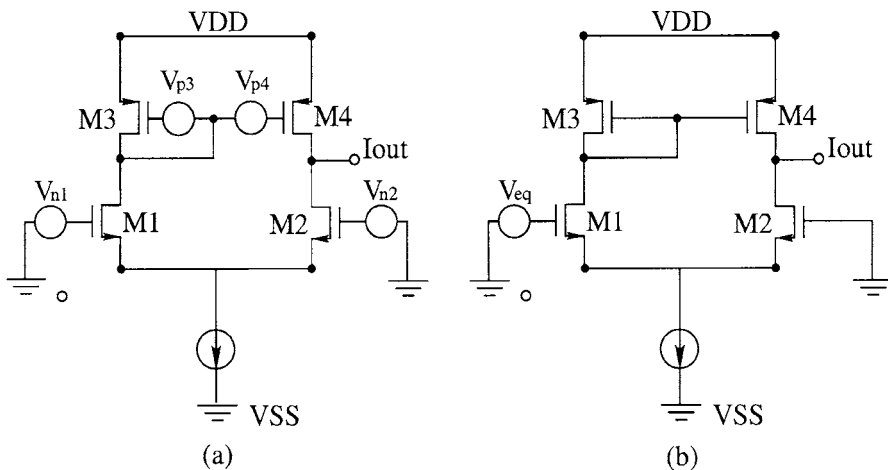 VDD
Vp3
Vp4
M3
M4
Iout
Vn1
Vn2
M1
M2
VSS
(a)
VDD
M3
M4
Iout
Veq
M1
M2
VSS
(b)